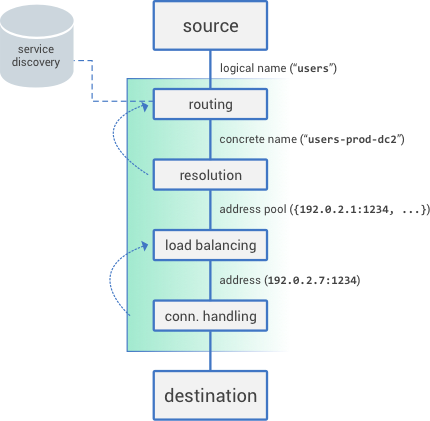 source
service
discovery
logical name (“users”)
routing
concrete name (“users-prod-dc2”)
resolution
address pool ({192.0.2.1:1234, ...})
load balancing
address (192.0.2.7:1234)
conn. handling
destination